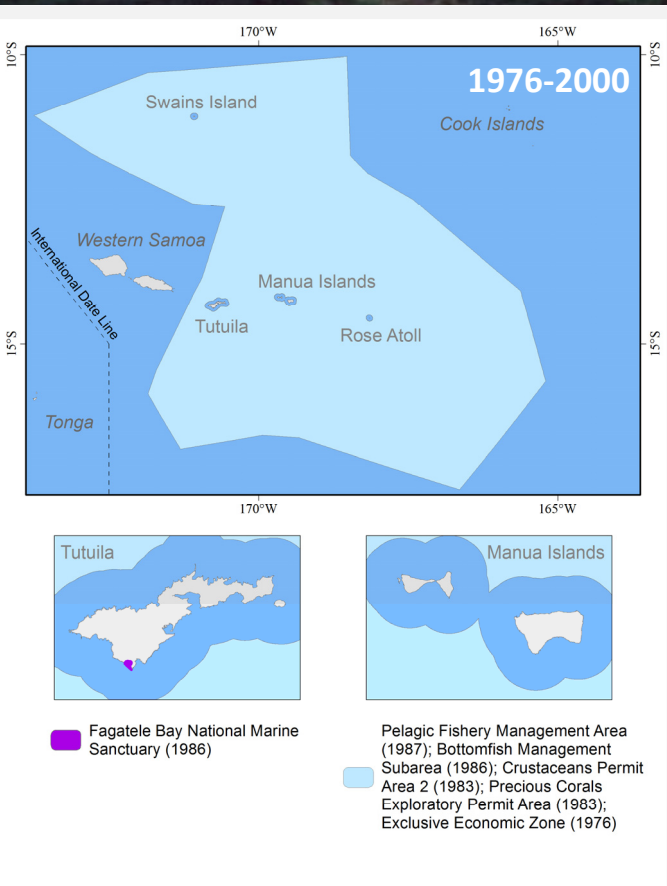 170°W
165°W
10°S
10°S
1976-2000
Swains Island
Cook Islands
International Date Line
Western Samoa
Manua Islands
Tutuila
Rose Atoll
15°S
15°S
Tonga
170°W
165°W
Tutuila
Manua Islands
Fagatele Bay National Marine
Sanctuary (1986)
Pelagic Fishery Management Area
(1987); Bottomfish Management
Subarea (1986); Crustaceans Permit
Area 2 (1983); Precious Corals
Exploratory Permit Area (1983);
Exclusive Economic Zone (1976)